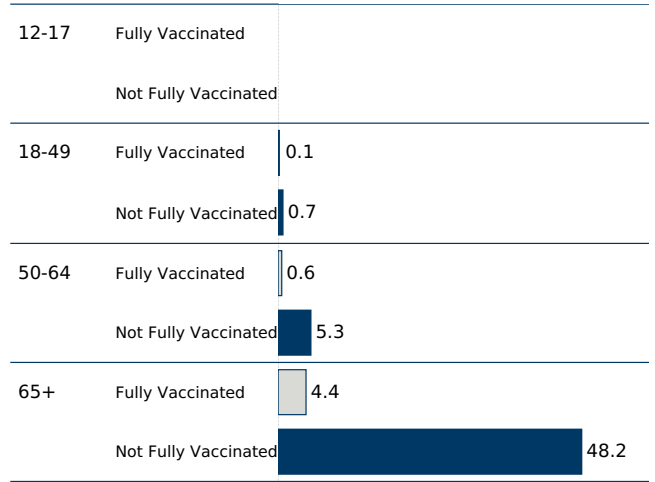 12-17 Fully Vaccinated
Not Fully Vaccinated
18-49 Fully Vaccinated 0.1
Not Fully Vaccinated 0.7
50-64 Fully Vaccinated 0.6
Not Fully Vaccinated 5.3
65+ Fully Vaccinated 4.4
Not Fully Vaccinated 48.2